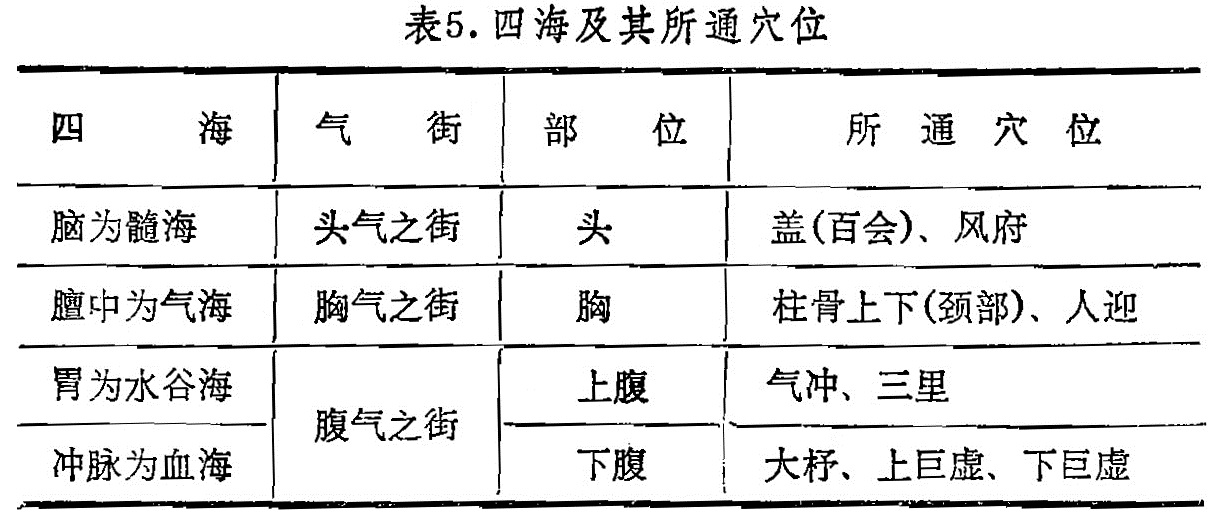 表5.四海及其所通穴位
四海 气街 部位 所通穴位
脑为髓海 头气之街 头 盖(百会)、风府
膻中为气海 胸气之街 胸 柱骨上下(颈部)、人迎
胃为水谷海 腹气之街 上腹 气冲、三里
冲脉为血海 下腹 大杼、上巨虚、下巨虚